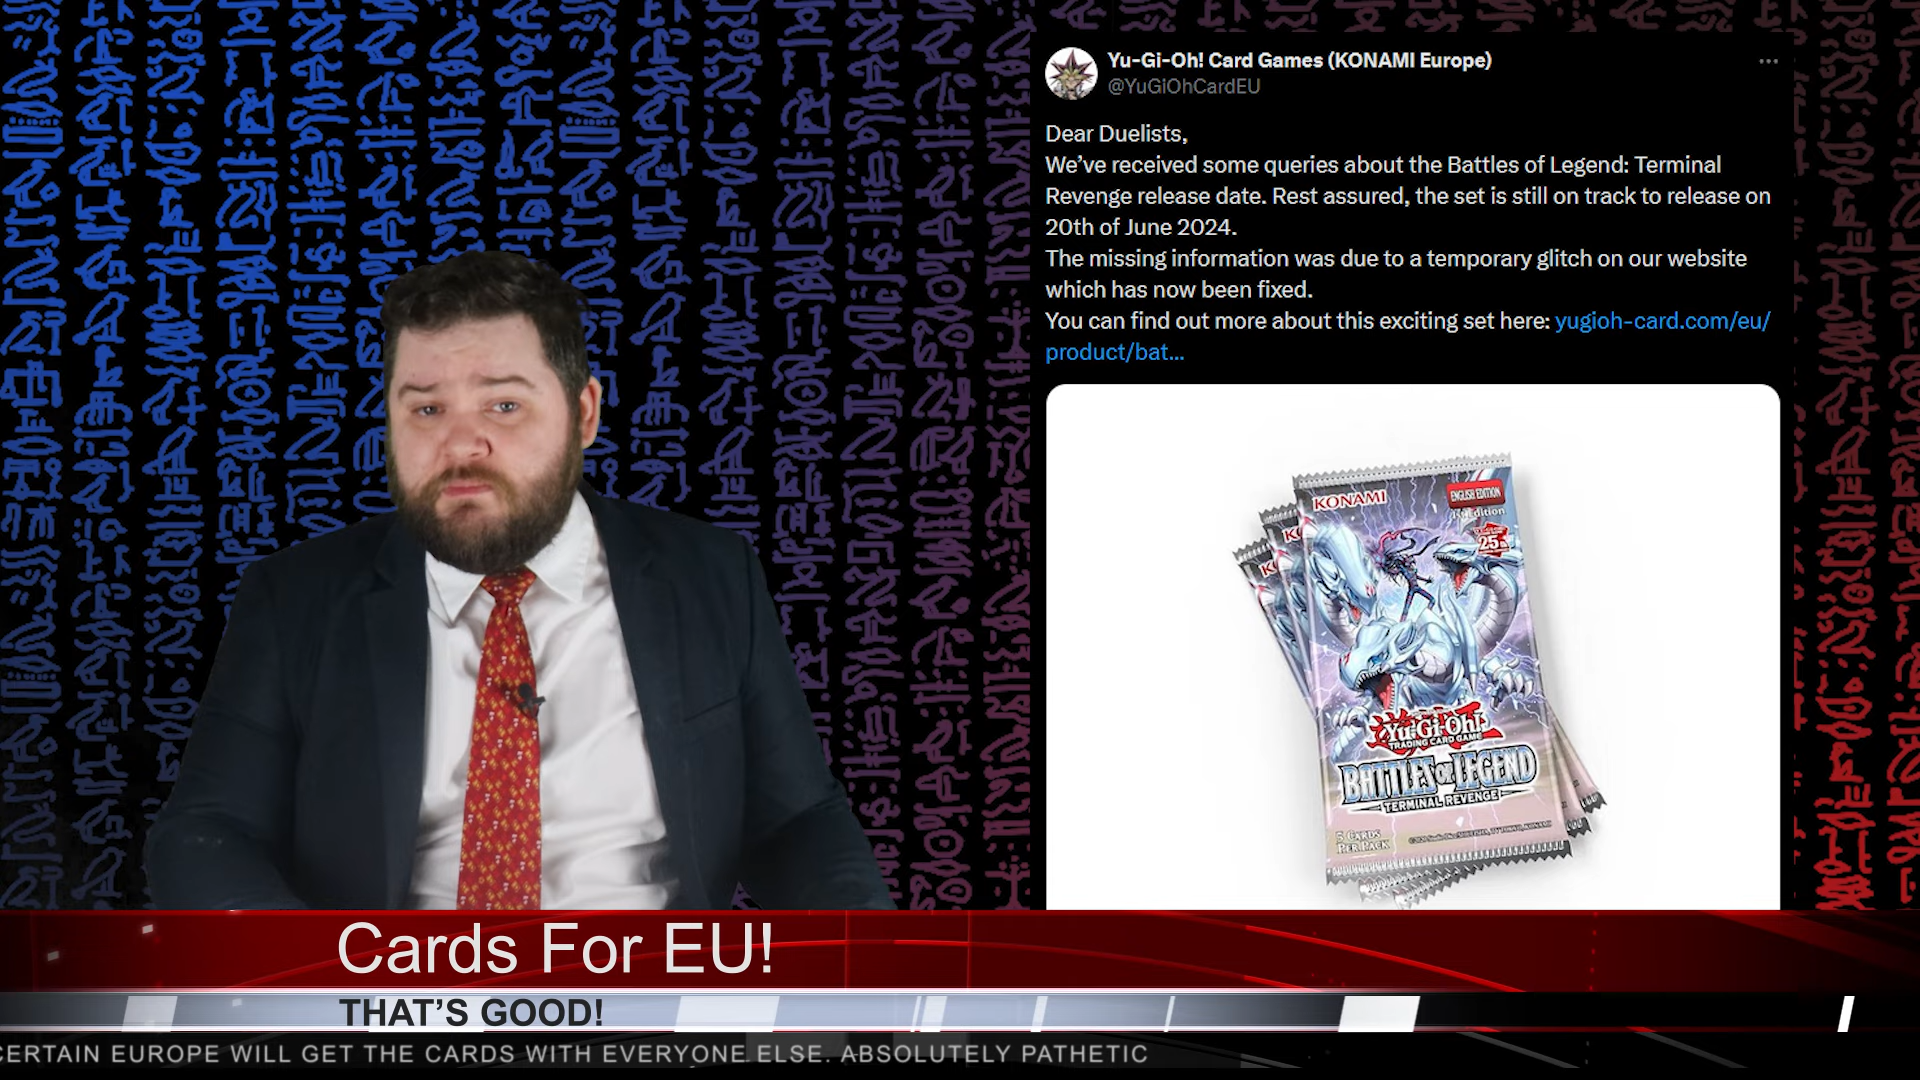 Yu-Gi-Oh! Card Games (KONAMI Europe)
@YuGiOhCardEU
Dear Duelists,
We've received some queries about the Battles of Legend: Terminal
Revenge release date. Rest assured, the set is still on track to release on
20th of June 2024.
The missing information was due to a temporary glitch on our website
which has now been fixed.
You can find out more about this exciting set here: yugioh-card.com/eu/
product/bat...
KONAMI
ENGLISH EDITION
1st Edition
25
Yu-Gi-Oh!
TRADING CARD GAME
BATTLES OF LEGEND
TERMINAL REVENGE
5 CARDS
PER PACK
Cards For EU!
THAT'S GOOD!
CERTAIN EUROPE WILL GET THE CARDS WITH EVERYONE ELSE. ABSOLUTELY PATHETIC